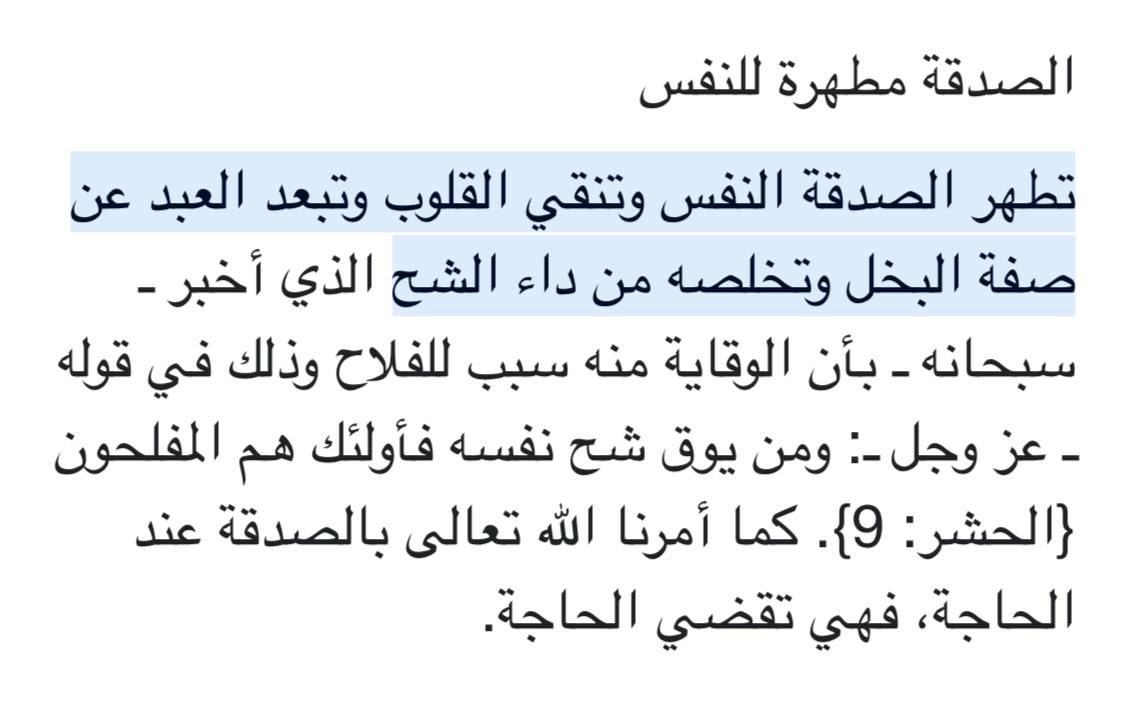 الصدقة مطهرة للنفس
تطهر الصدقة النفس وتنقي القلوب وتبعد العبد عن
صفة البخل وتخلصه من داء الشح الذي أخبر ـ
سبحانه ـ بأن الوقاية منه سبب للفلاح وذلك في قوله
ـ عز وجل ـ: ومن يوق شح نفسه فأولئك هم المفلحون
{الحشر: 9}. كما أمرنا الله تعالى بالصدقة عند
الحاجة، فهي تقضي الحاجة.